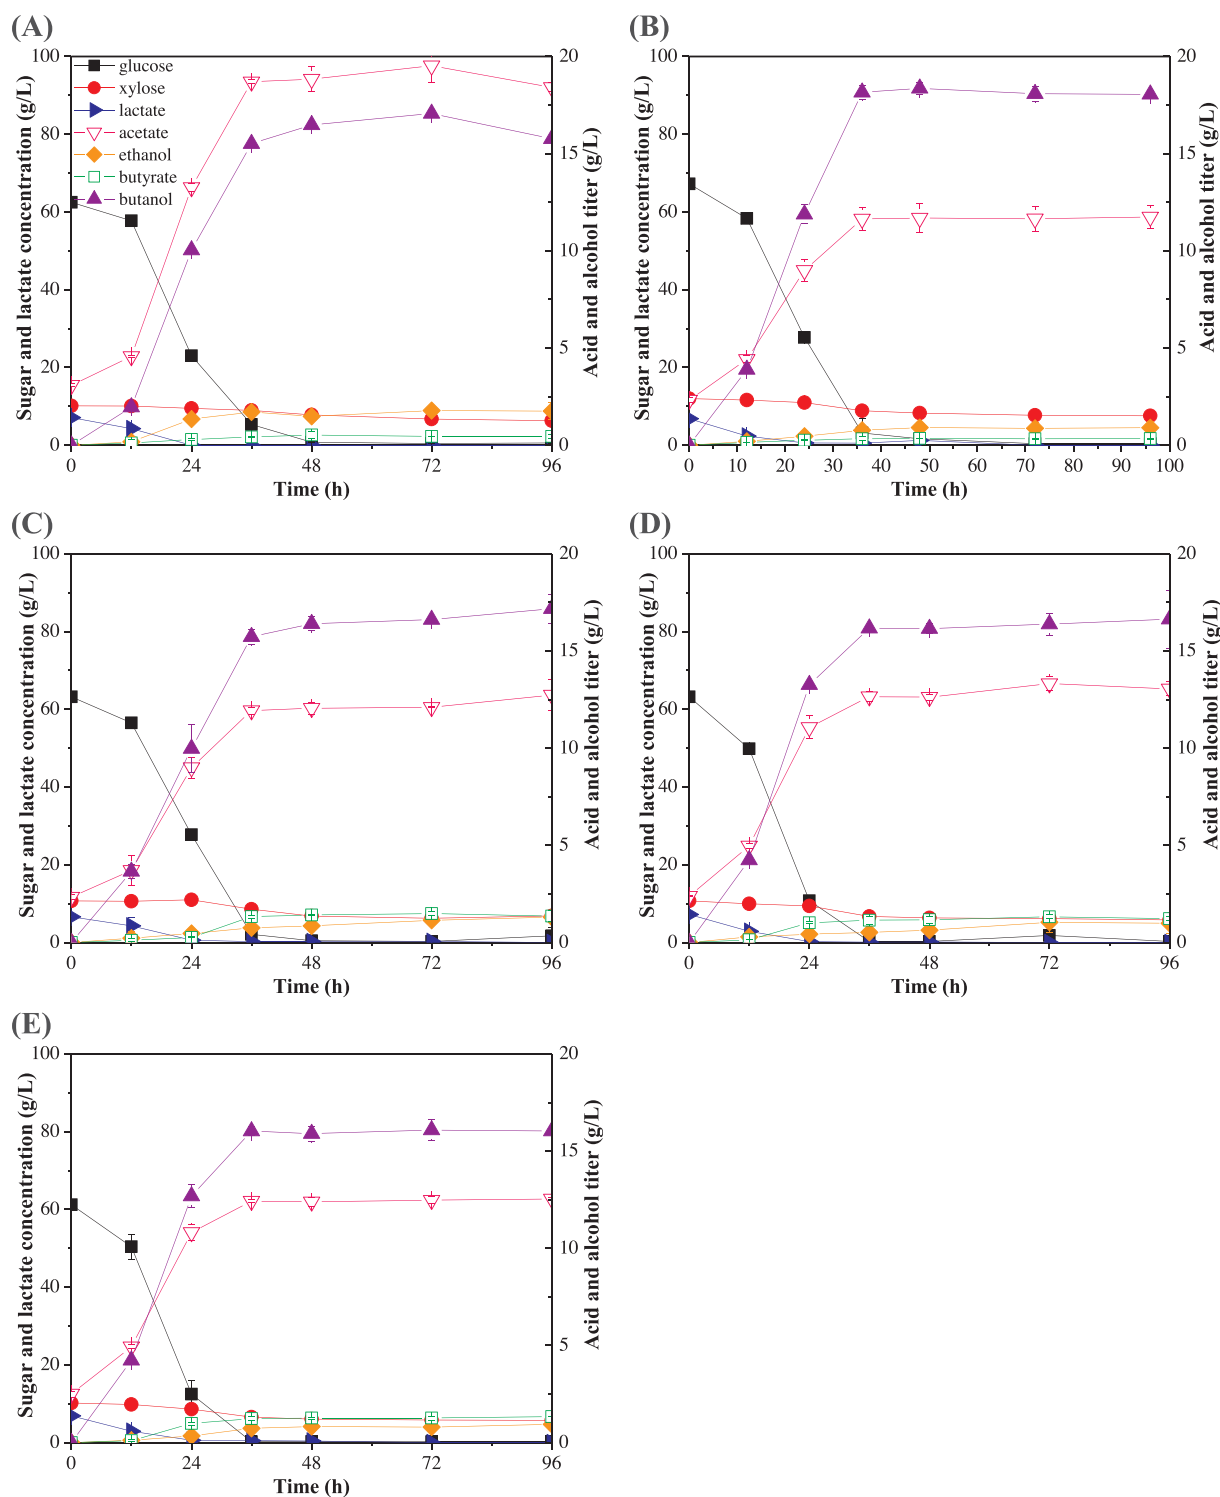 (A)
100
80
60
40
20
0
Sugar and lactate concentration (g/L)
glucose
xylose
lactate
acetate
ethanol
butyrate
butanol
20
15
10
5
0
Acid and alcohol titer (g/L)
0 24 48 72 96
Time (h)
(B)
100
80
60
40
20
0
Sugar and lactate concentration (g/L)
20
15
10
5
0
Acid and alcohol titer (g/L)
0 10 20 30 40 50 60 70 80 90 100
Time (h)
(C)
100
80
60
40
20
0
Sugar and lactate concentration (g/L)
20
15
10
5
0
Acid and alcohol titer (g/L)
0 24 48 72 96
Time (h)
(D)
100
80
60
40
20
0
Sugar and lactate concentration (g/L)
20
15
10
5
0
Acid and alcohol titer (g/L)
0 24 48 72 96
Time (h)
(E)
100
80
60
40
20
0
Sugar and lactate concentration (g/L)
20
15
10
5
0
Acid and alcohol titer (g/L)
0 24 48 72 96
Time (h)